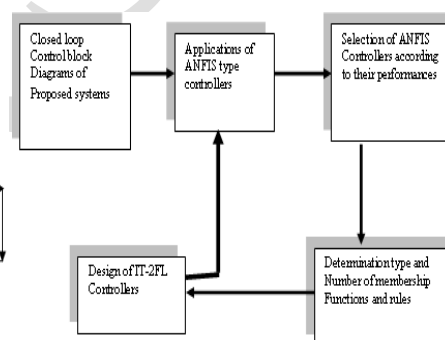 Closed loop
Control block
Diagrams of
Proposed systems
Applications of
ANFIS type
controllers
Selection of ANFIS
Controllers according
to their performances
Determination type and
Number of membership
Functions and rules
Design of IT-2FL
Controllers